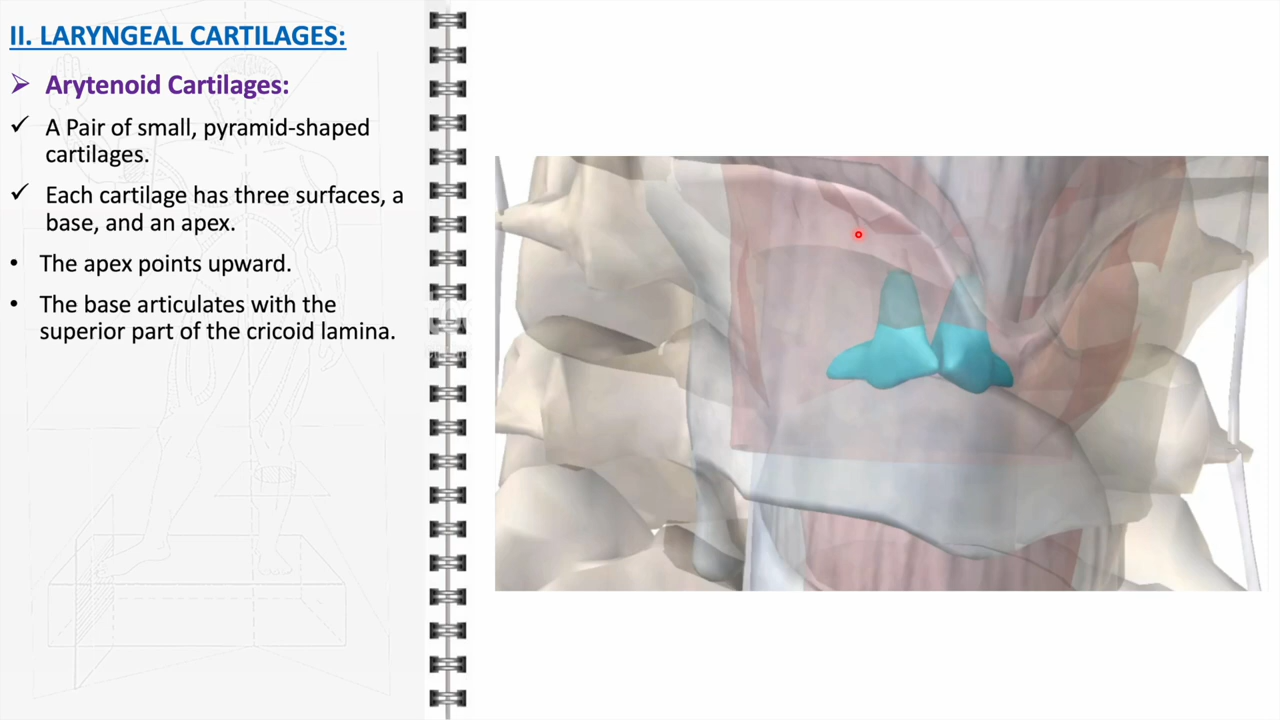 II. LARYNGEAL CARTILAGES:
➢ Arytenoid Cartilages:
✓ A Pair of small, pyramid-shaped
cartilages.
✓ Each cartilage has three surfaces, a
base, and an apex.
• The apex points upward.
• The base articulates with the
superior part of the cricoid lamina.